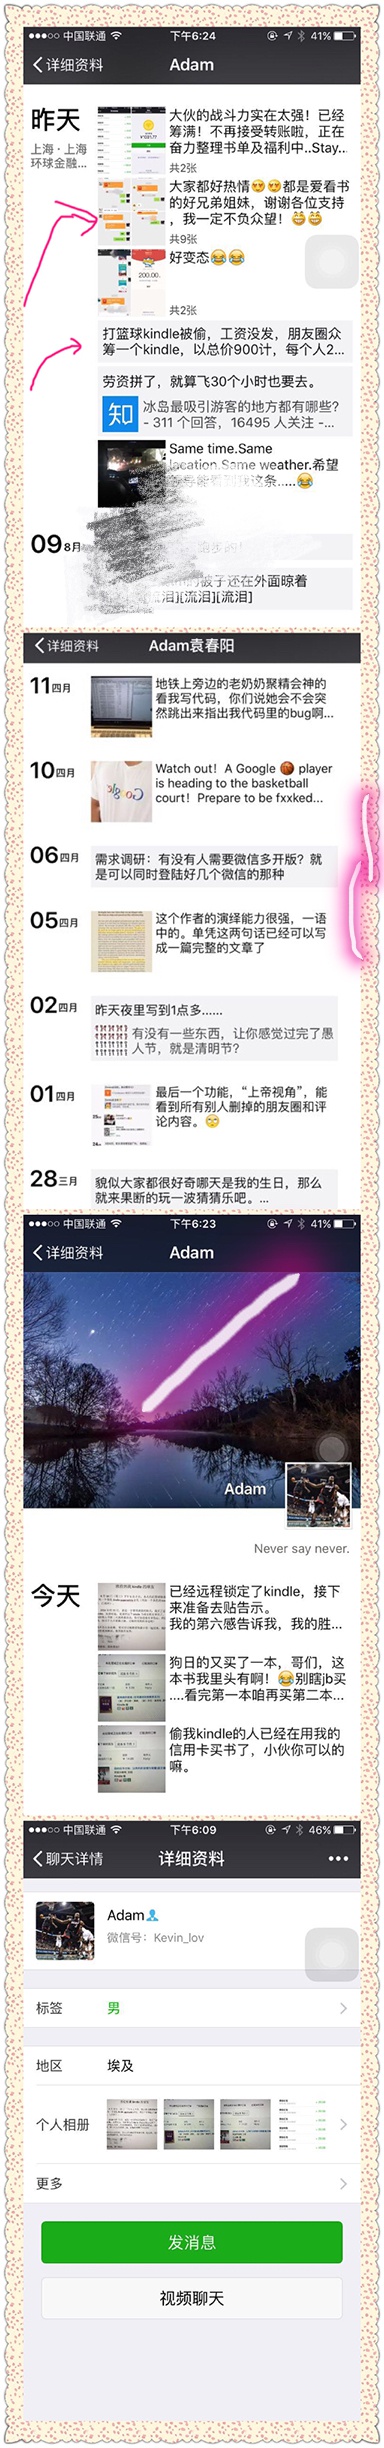 中国联通
下午6:24
41%
详细资料
Adam
昨天
上海·上海
环球金融...
大伙的战斗力实在太强！已经
筹满！不再接受转账啦，正在
奋力整理书单及福利中..Stay..
共2张
大家都好热情😍😍都是爱看书
的好兄弟姐妹，谢谢各位支持
，我一定不负众望！😁😁
共9张
200.00
好变态😂😂
共2张
打篮球kindle被偷，工资没发，朋友圈众
筹一个kindle，以总价900计，每个人2...
劳资拼了，就算飞30个小时也要去。
知
冰岛最吸引游客的地方都有哪些？
- 311 个回答，16495 人关注 -...
Same time.Same
location.Same weather.希望
这条.....😂
09 8月
的被子还在外面晾着
[流泪][流泪][流泪]
详细资料
Adam袁春阳
11 四月
地铁上旁边的老奶奶聚精会神的
看我写代码，你们说她会不会突
然跳出来指出我代码里的bug啊...
10 四月
Google
Watch out！A Google 🏀 player
is heading to the basketball
court！Prepare to be fxxked...
06 四月
需求调研：有没有人需要微信多开版？就
是可以同时登陆好几个微信的那种
05 四月
这个作者的演绎能力很强，一语
中的。单凭这两句话已经可以写
成一篇完整的文章了
02 四月
昨天夜里写到1点多......
有没有一些东西，让你感觉过完了愚
人节，就是清明节？
01 四月
最后一个功能，“上帝视角”，能
看到所有别人删掉的朋友圈和评
论内容。🙄
28 三月
貌似大家都很好奇哪天是我的生日，那么
就来果断的玩一波猜猜乐吧。...
中国联通
下午6:23
41%
详细资料
Adam
Adam
Never say never.
今天
已经远程锁定了kindle，接下
来准备去贴告示。
我的第六感告诉我，我的胜...
狗日的又买了一本，哥们，这
本书我里头有啊！😂别瞎jb买
....看完第一本咱再买第二本...
偷我kindle的人已经在用我的
信用卡买书了，小伙你可以的
嘛。
中国联通
下午6:09
46%
聊天详情
详细资料
Adam
微信号：Kevin_lov
标签
男
地区
埃及
个人相册
更多
发消息
视频聊天